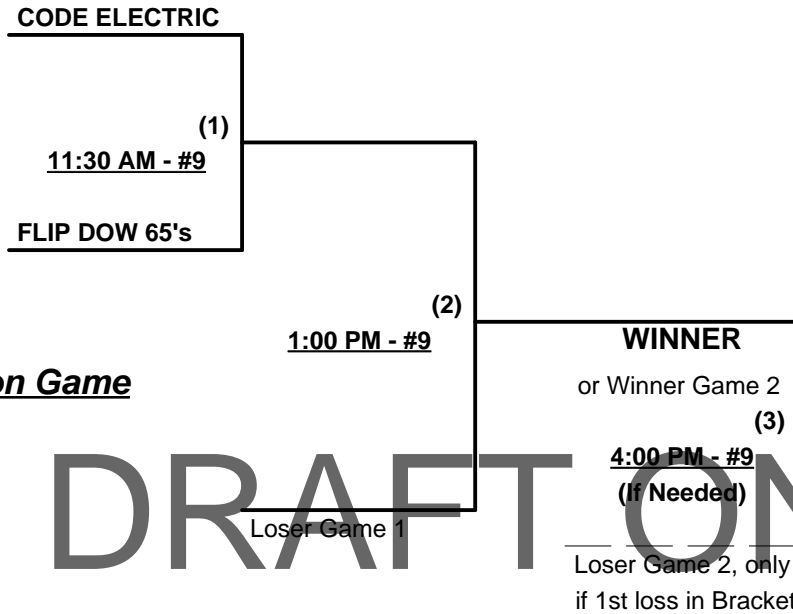 CODE ELECTRIC
(1)
11:30 AM - #9
FLIP DOW 65's
(2)
1:00 PM - #9
WINNER
on Game
or Winner Game 2
(3)
4:00 PM - #9
(If Needed)
DRAFT ON
Loser Game 1
Loser Game 2, only
if 1st loss in Bracket